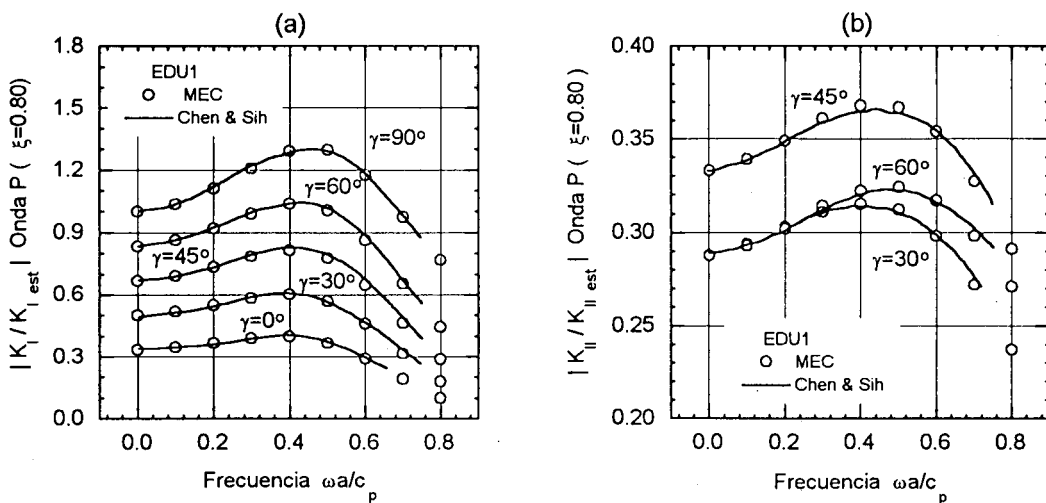 (a)
| K_I / K_I est | Onda P ( ξ=0.80)
1.8
1.5
1.2
0.9
0.6
0.3
0.0
EDU1
MEC
Chen & Sih
γ=90º
γ=60º
γ=45º
γ=30º
γ=0º
0.0 0.2 0.4 0.6 0.8
Frecuencia ωa/c_p
(b)
| K_II / K_II est | Onda P ( ξ=0.80)
0.40
0.35
0.30
0.25
0.20
γ=45º
γ=60º
γ=30º
EDU1
MEC
Chen & Sih
0.0 0.2 0.4 0.6 0.8
Frecuencia ωa/c_p